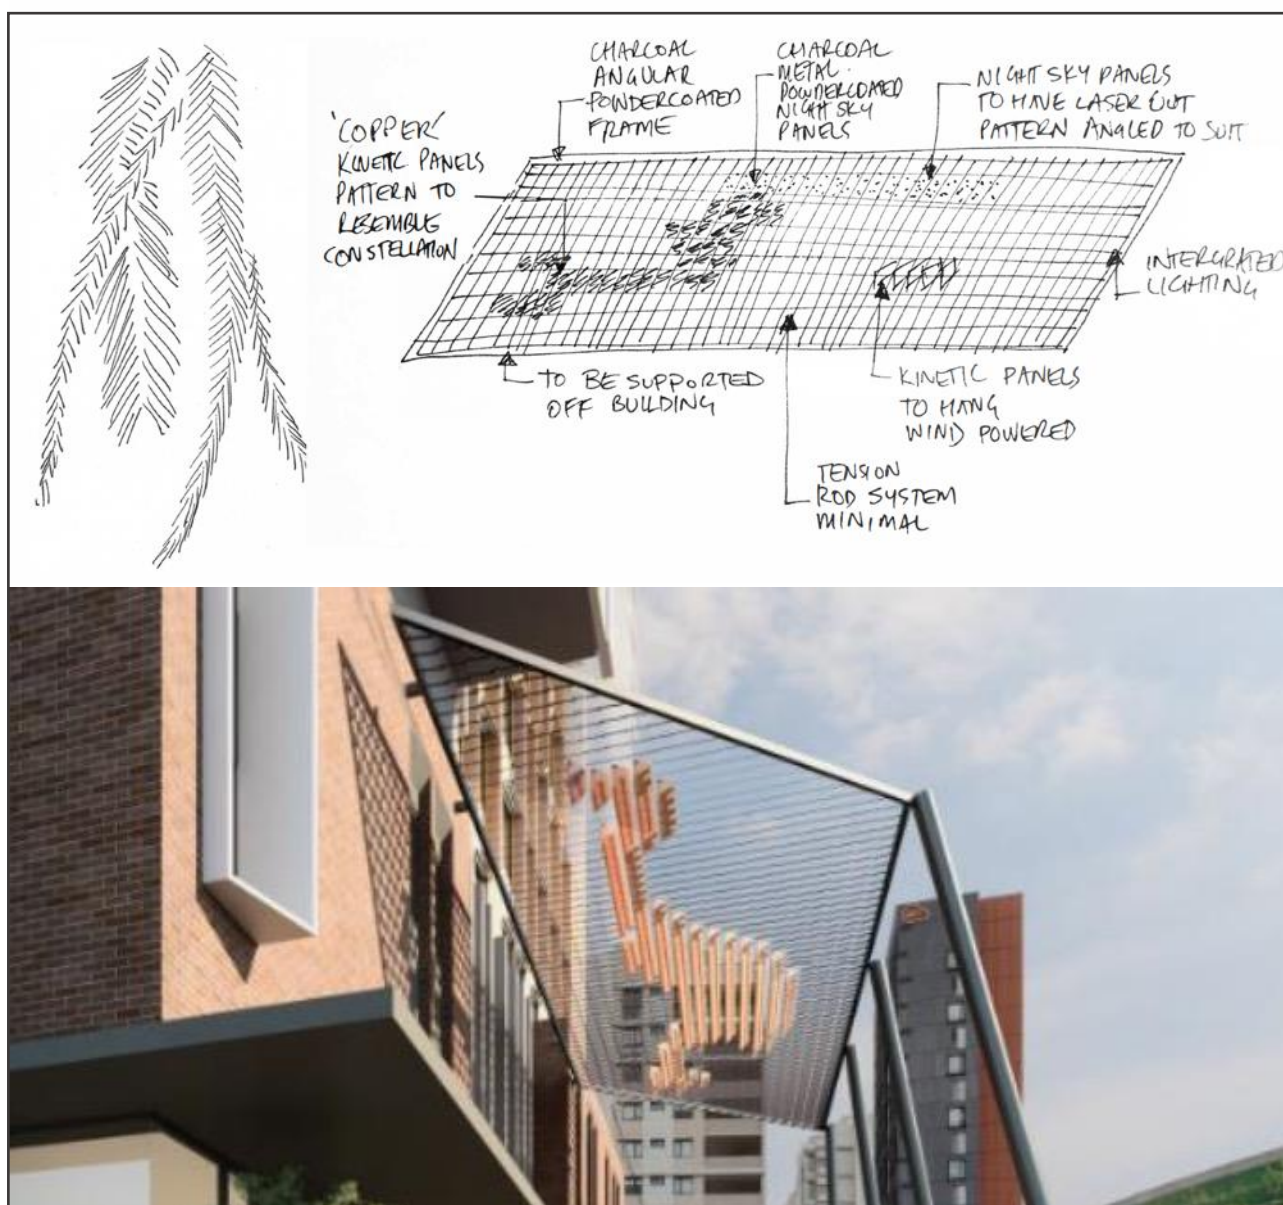 'COPPER'
KINETIC PANELS
PATTERN TO
RESEMBLE
CONSTELLATION
CHARCOAL
ANGULAR
POWDERCOATED
FRAME
CHARCOAL
METAL
POWDERCOATED
NIGHT SKY
PANELS
NIGHT SKY PANELS
TO HAVE LASER CUT
PATTERN ANGLED TO SUIT
INTERGRATED
LIGHTING
TO BE SUPPORTED
OFF BUILDING
TENSION
ROD SYSTEM
MINIMAL
KINETIC PANELS
TO HANG
WIND POWERED